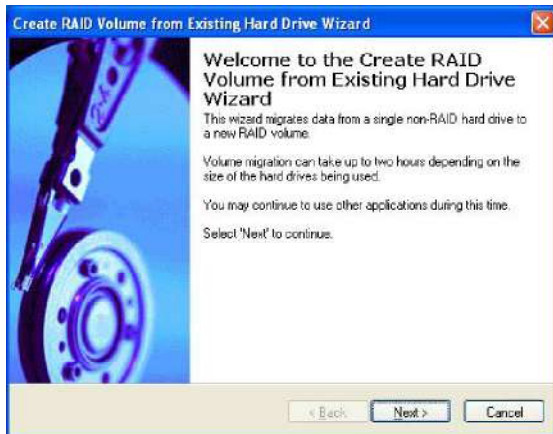 Create RAID Volume from Existing Hard Drive Wizard
Welcome to the Create RAID
Volume from Existing Hard Drive
Wizard
This wizard migrates data from a single non-RAID hard drive to
a new RAID volume.
Volume migration can take up to two hours depending on the
size of the hard drives being used.
You may continue to use other applications during this time.
Select 'Next' to continue.
< Back
Next >
Cancel